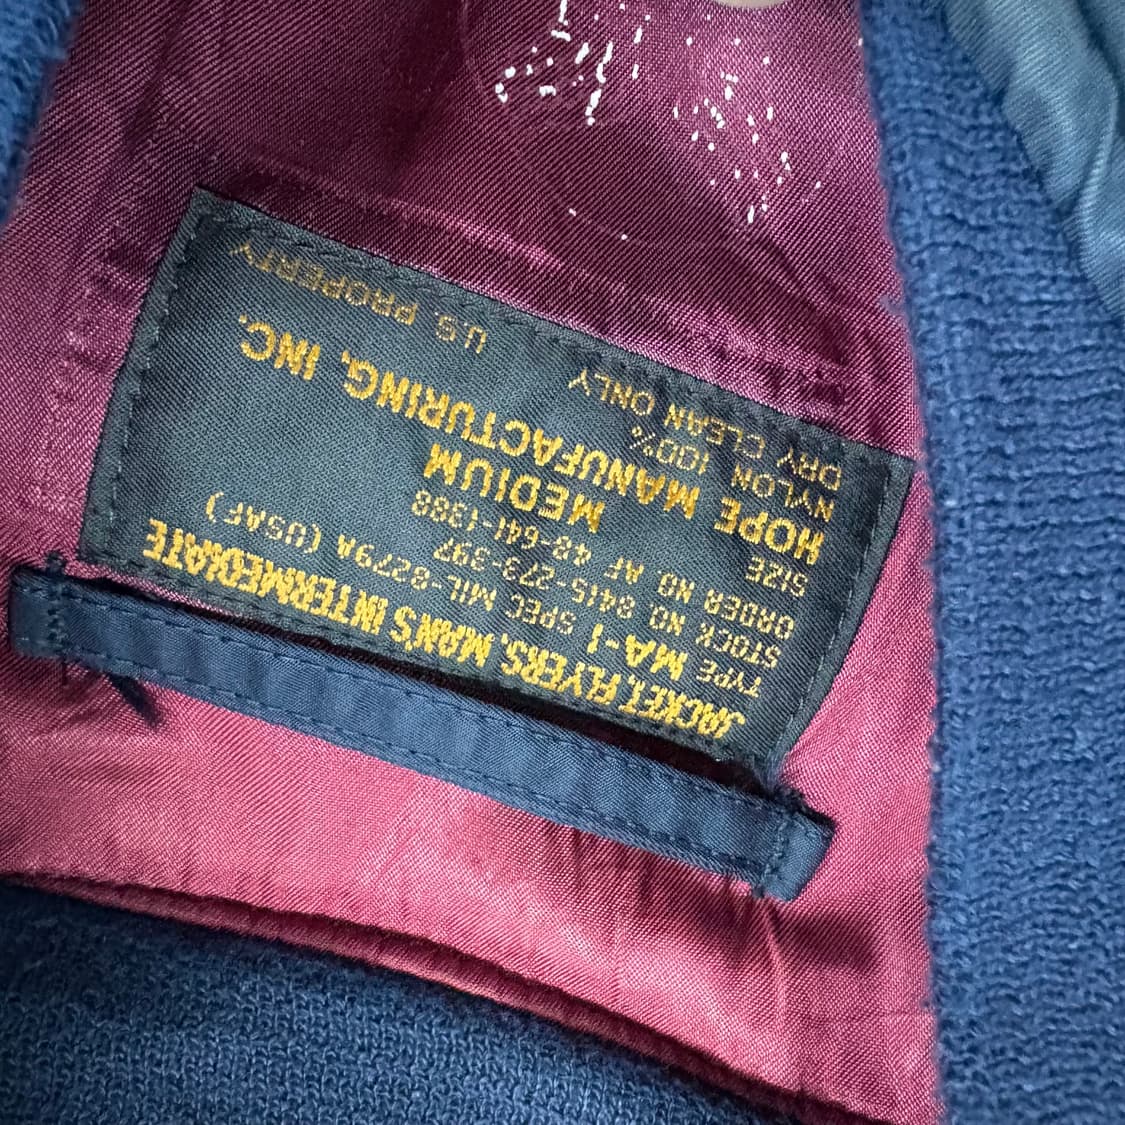 JACKET, FLYERS, MAN'S INTERMEDIATE
TYPE MA-1 SPEC MIL-8279A (USAF)
STOCK NO. 8415-273-397
ORDER NO. AF 48-641-1388
SIZE MEDIUM
HOPE MANUFACTURING, INC.
NYLON 100%
DRY CLEAN ONLY
U.S. PROPERTY